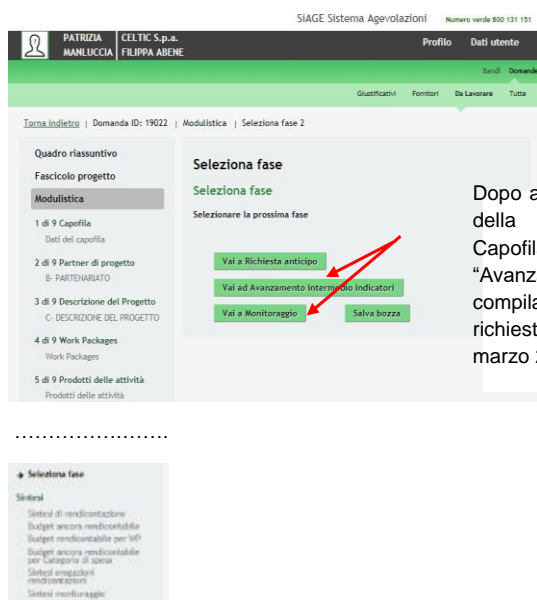 SiAGE Sistema Agevolazioni Numero verde 800 131 151
PATRIZIA MANLUCCIA
CELTIC S.p.a. FILIPPA ABENE
Profilo Dati utente
Bandi Domande
Giustificativi Fornitori Da Lavorare Tutte
Torna indietro | Domanda ID: 19022 | Modulistica | Seleziona fase 2
Quadro riassuntivo
Fascicolo progetto
Modulistica
1 di 9 Capofila
Dati del capofila
2 di 9 Partner di progetto
B- PARTENARIATO
3 di 9 Descrizione del Progetto
C- DESCRIZIONE DEL PROGETTO
4 di 9 Work Packages
Work Packages
5 di 9 Prodotti delle attività
Prodotti delle attività
Seleziona fase
Seleziona fase
Selezionare la prossima fase
Vai a Richiesta anticipo
Vai ad Avanzamento intermedio indicatori
Vai a Monitoraggio Salva bozza
Dopo a
della
Capofil
“Avanza
compila
richiest
marzo
…………………..
Seleziona fase
Sintesi
Sintesi di rendicontazione
Budget ancora rendicontabile
Budget rendicontabile per WP
Budget ancora rendicontabile
per Categoria di spesa
Sintesi erogazioni
rendicontazioni
Sintesi monitoraggio